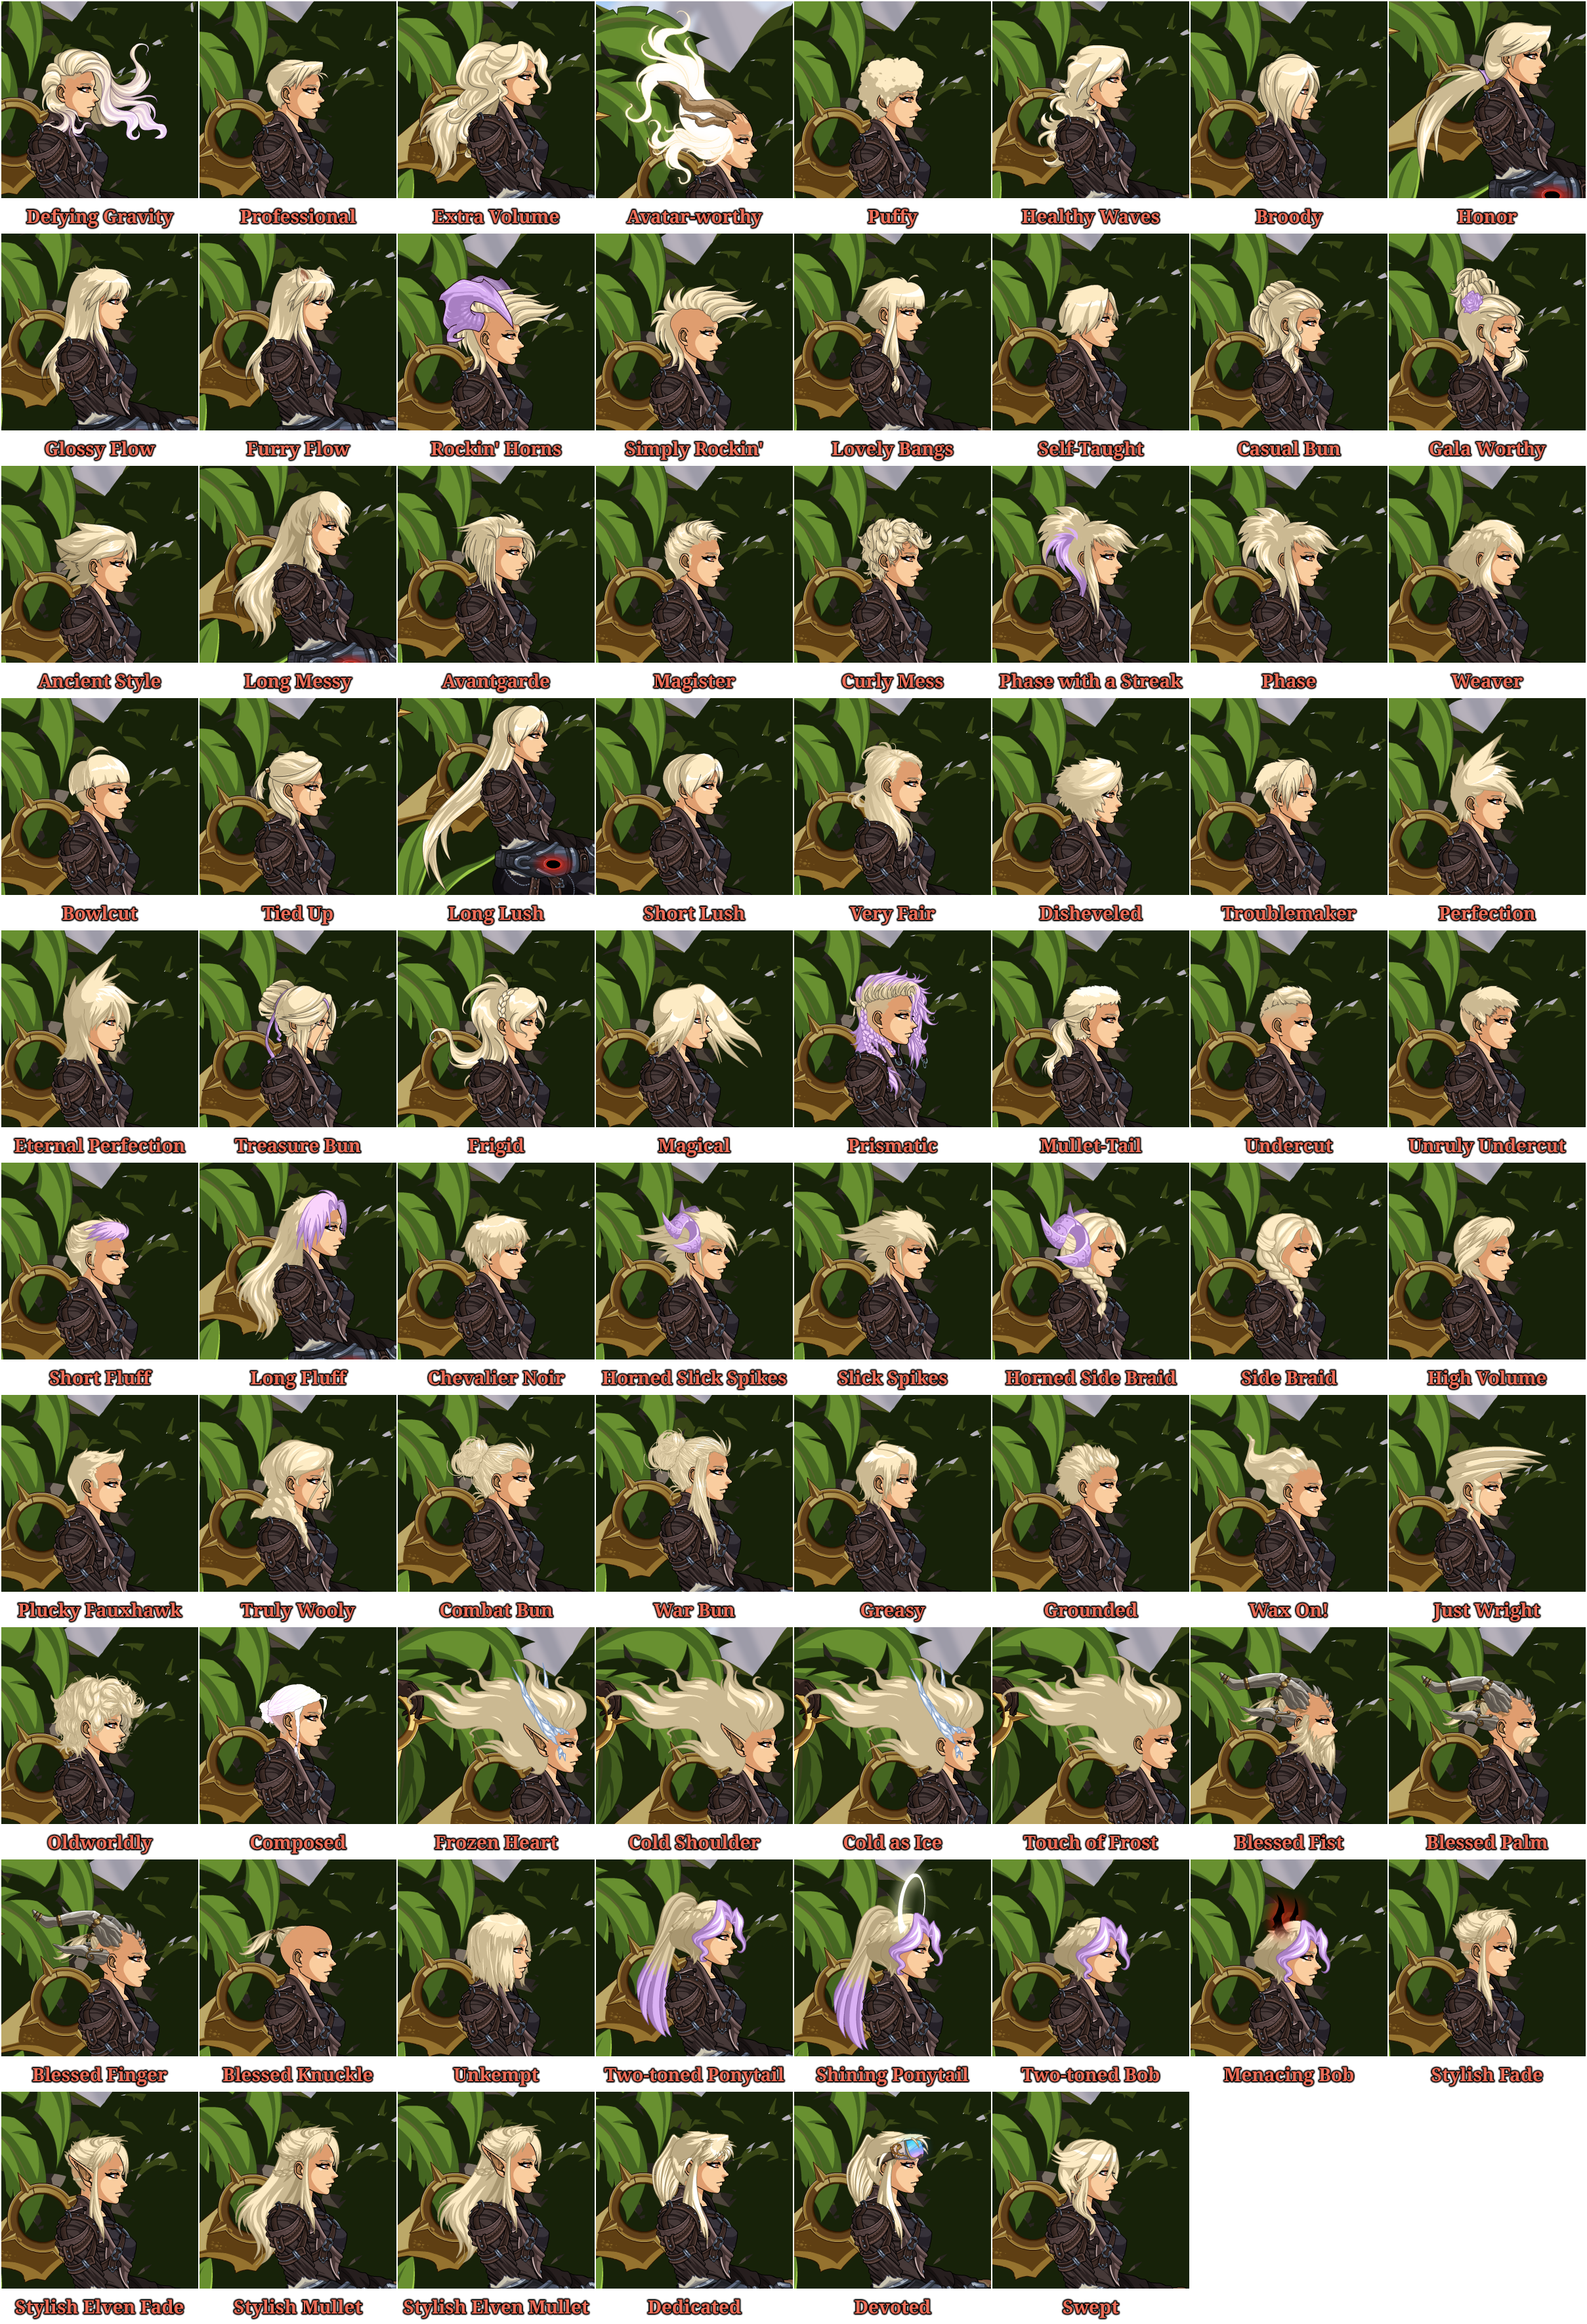 Defying Gravity Professional Extra Volume Avatar-worthy Puffy Healthy Waves Broody Honor
Glossy Flow Furry Flow Rockin' Horns Simply Rockin' Lovely Bangs Self-Taught Casual Bun Gala Worthy
Ancient Style Long Messy Avantgarde Magister Curly Mess Phase with a Streak Phase Weaver
Bowlcut Tied Up Long Lush Short Lush Very Fair Disheveled Troublemaker Perfection
Eternal Perfection Treasure Bun Frigid Magical Prismatic Mullet-Tail Undercut Unruly Undercut
Short Fluff Long Fluff Chevalier Noir Horned Slick Spikes Slick Spikes Horned Side Braid Side Braid High Volume
Plucky Fauxhawk Truly Wooly Combat Bun War Bun Greasy Grounded Wax On! Just Wright
Oldworldly Composed Frozen Heart Cold Shoulder Cold as Ice Touch of Frost Blessed Fist Blessed Palm
Blessed Finger Blessed Knuckle Unkempt Two-toned Ponytail Shining Ponytail Two-toned Bob Menacing Bob Stylish Fade
Stylish Elven Fade Stylish Mullet Stylish Elven Mullet Dedicated Devoted Swept